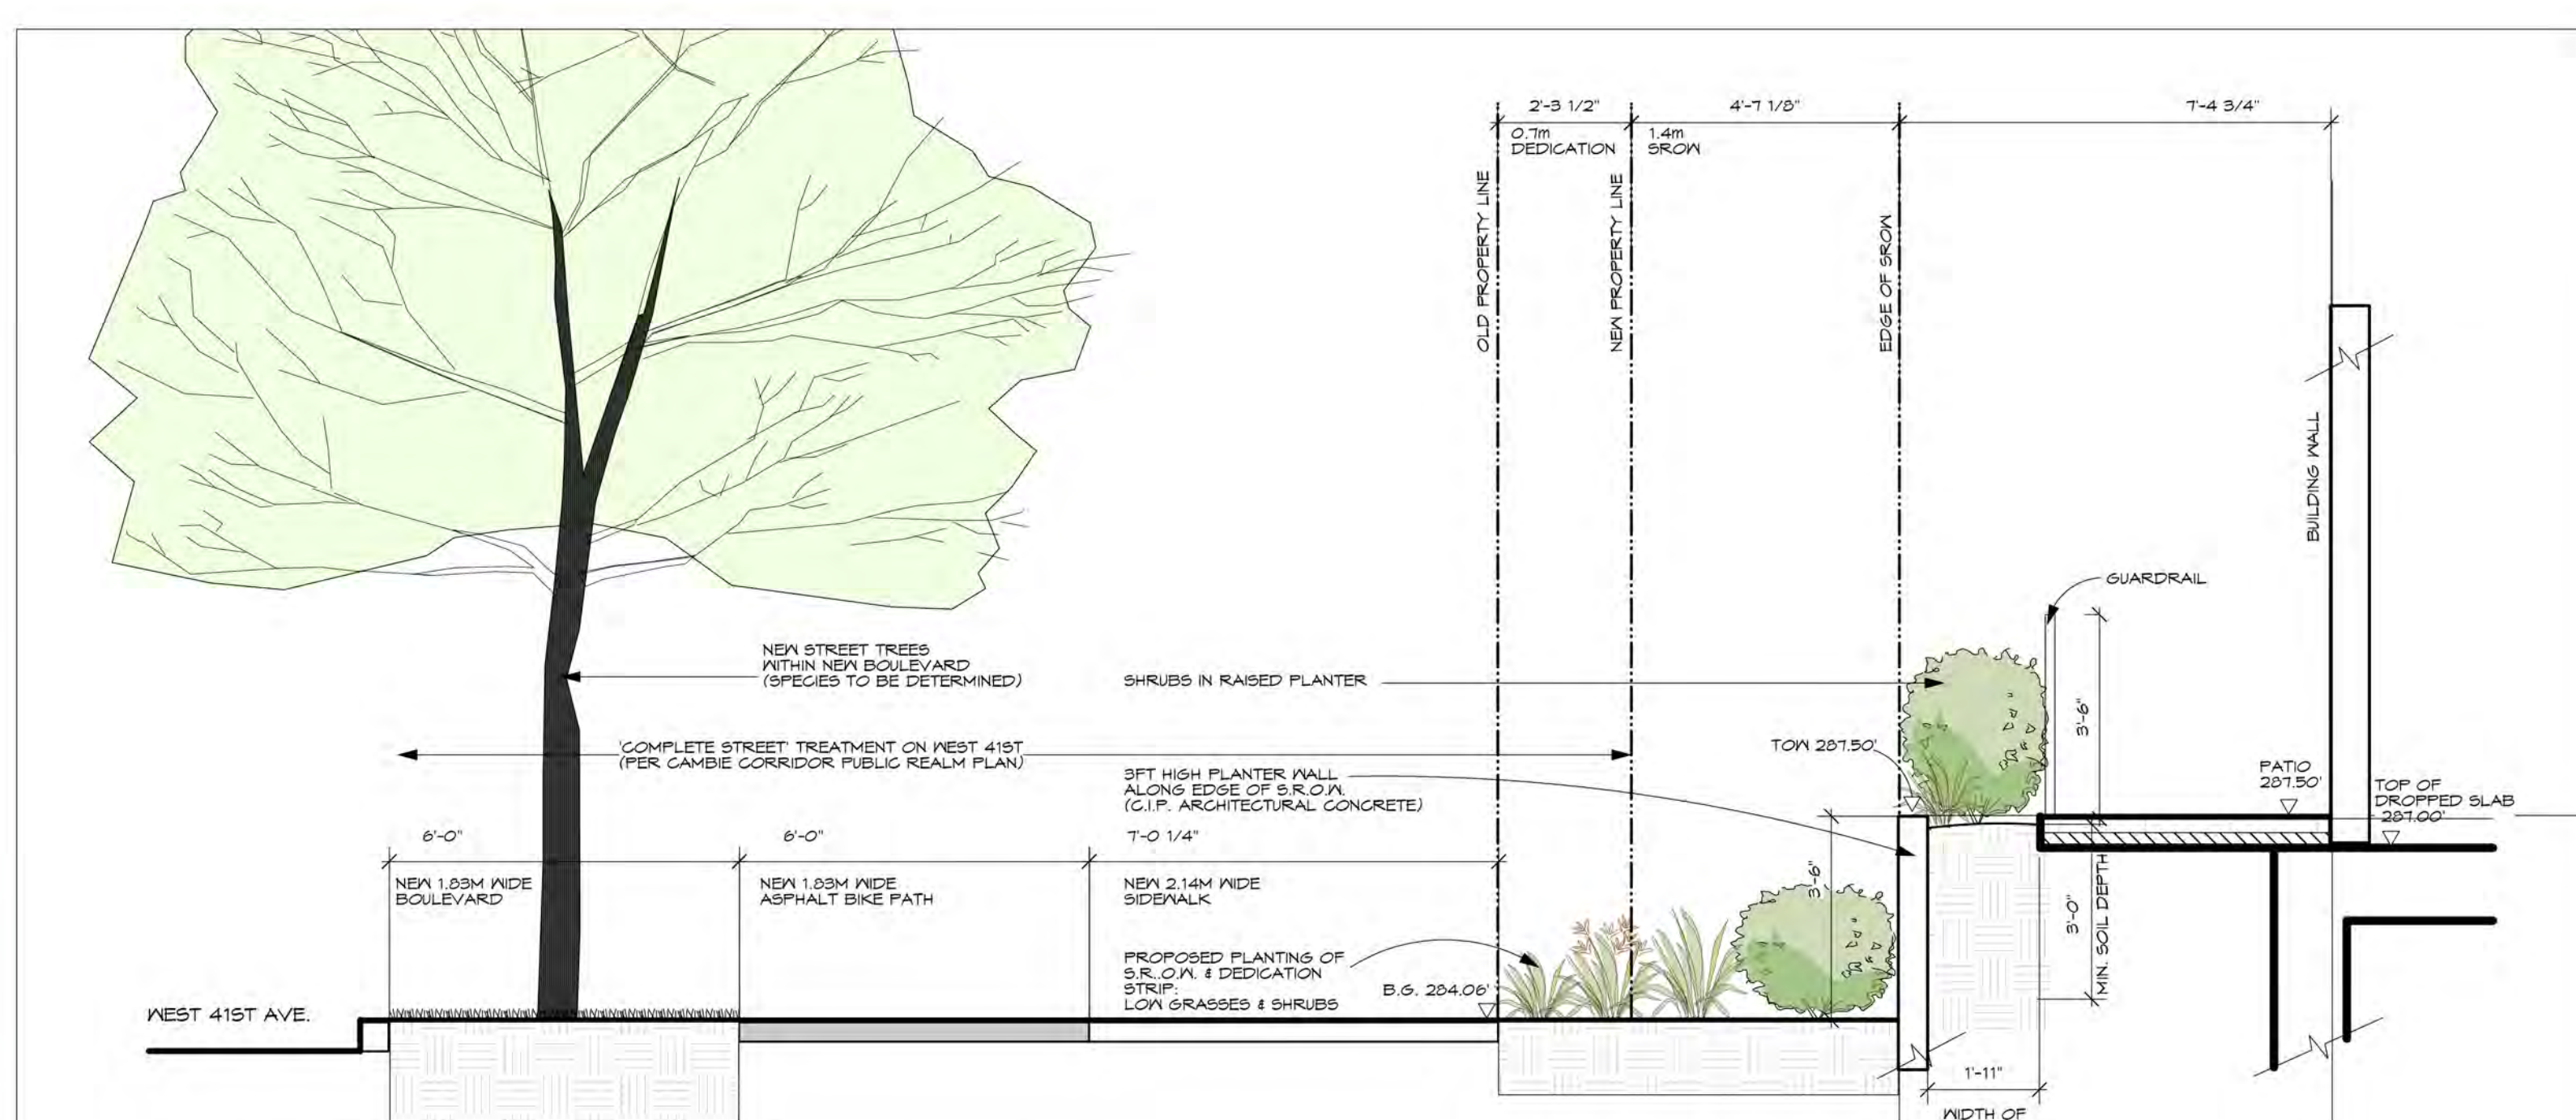 2'-3 1/2"
4'-7 1/8"
7'-4 3/4"
0.7m
DEDICATION
1.4m
SROW
OLD PROPERTY LINE
NEW PROPERTY LINE
EDGE OF SROW
BUILDING WALL
GUARDRAIL
NEW STREET TREES
WITHIN NEW BOULEVARD
(SPECIES TO BE DETERMINED)
SHRUBS IN RAISED PLANTER
3'-6"
'COMPLETE STREET' TREATMENT ON WEST 41ST
(PER CAMBIE CORRIDOR PUBLIC REALM PLAN)
TOW 287.50'
3FT HIGH PLANTER WALL
ALONG EDGE OF S.R.O.W.
(C.I.P. ARCHITECTURAL CONCRETE)
PATIO
287.50'
TOP OF
DROPPED SLAB
287.00'
6'-0"
6'-0"
7'-0 1/4"
NEW 1.83M WIDE
BOULEVARD
NEW 1.83M WIDE
ASPHALT BIKE PATH
NEW 2.14M WIDE
SIDEWALK
3'-6"
3'-0"
MIN. SOIL DEPTH
PROPOSED PLANTING OF
S.R..O.W. & DEDICATION
STRIP:
LOW GRASSES & SHRUBS
B.G. 284.06'
WEST 41ST AVE.
1'-11"
WIDTH OF